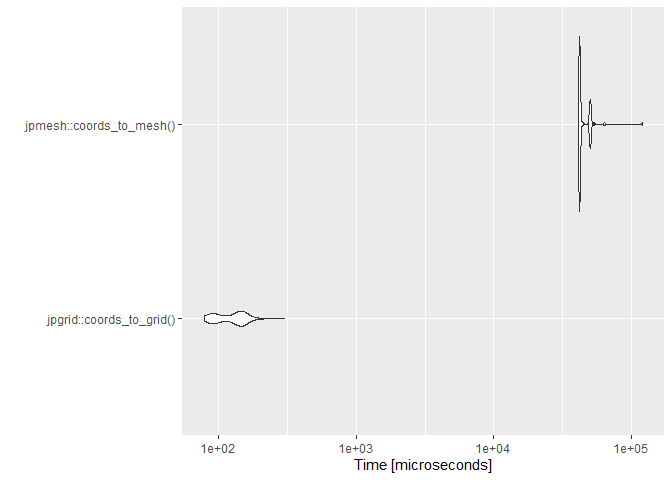 jpmesh::coords_to_mesh()
jpgrid::coords_to_grid()
1e+02 1e+03 1e+04 1e+05
Time [microseconds]